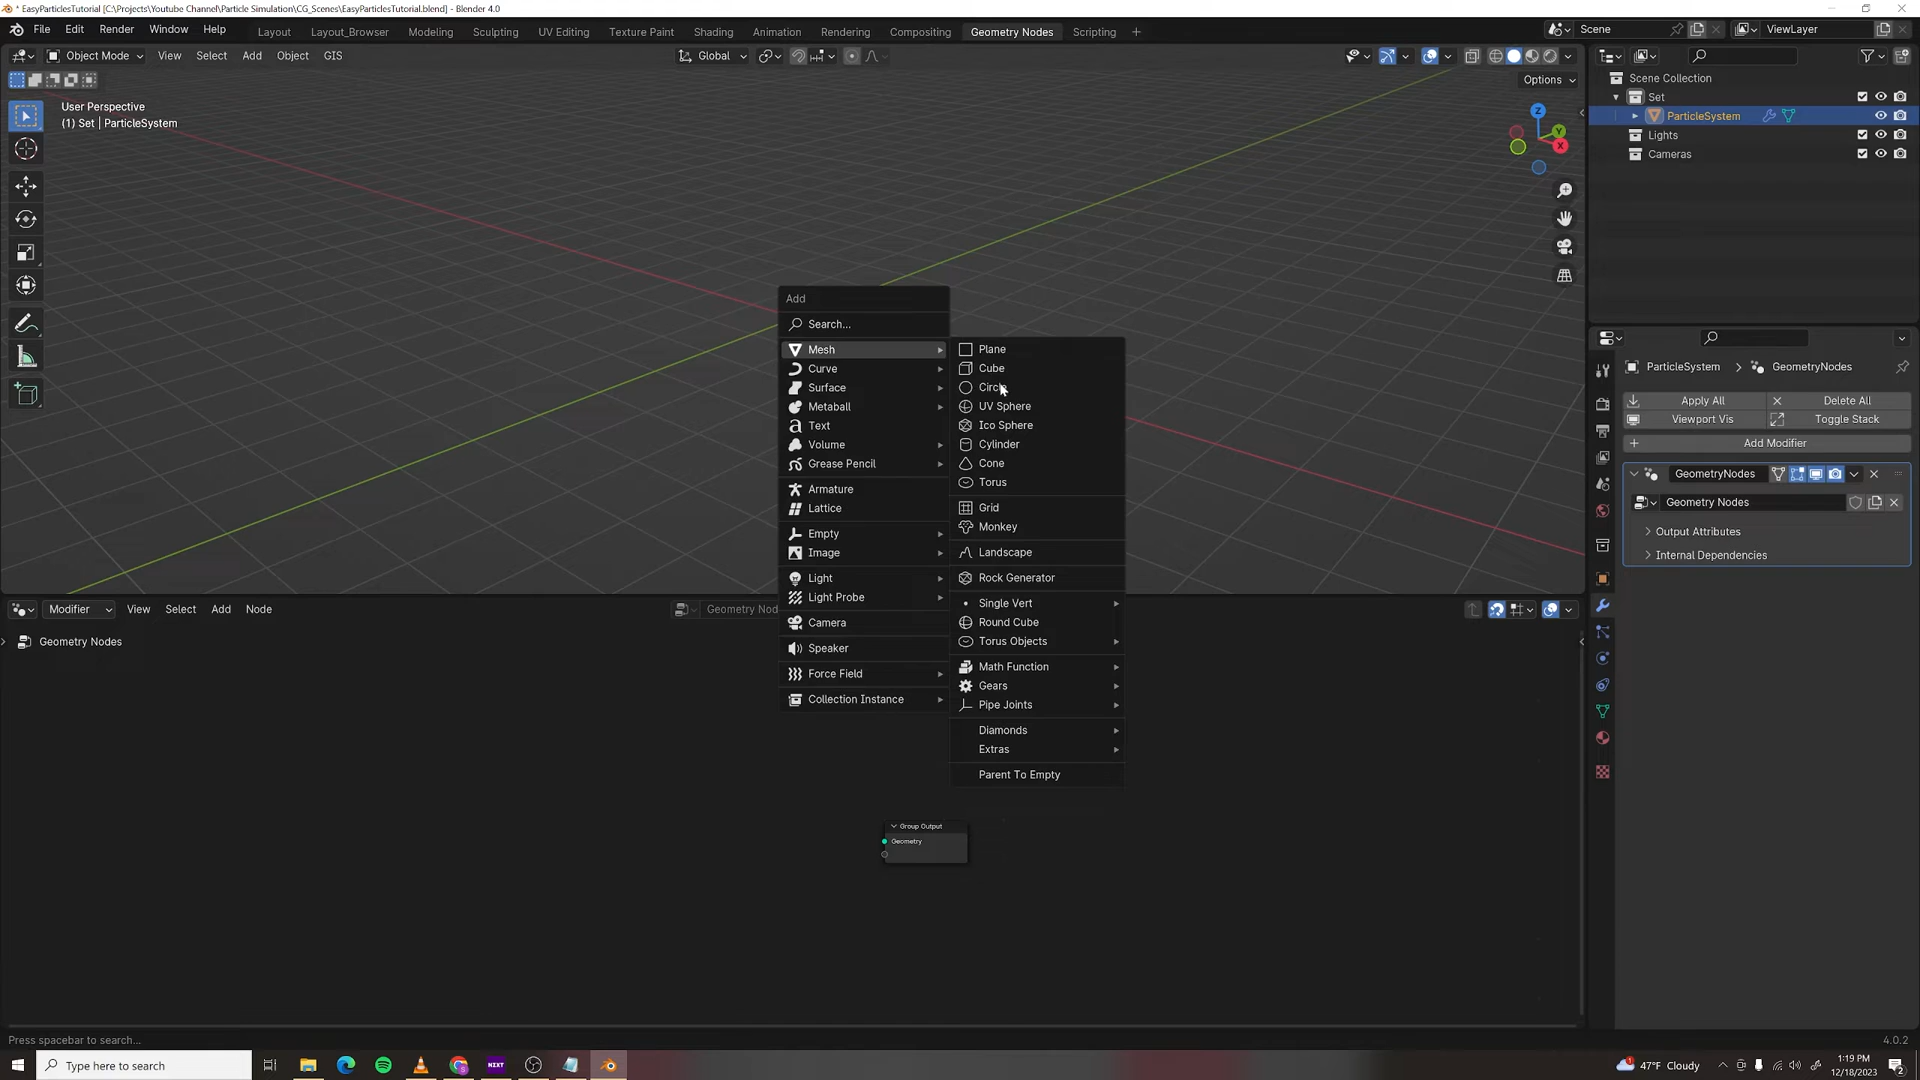 * EasyParticlesTutorial [C:\Projects\Youtube Channel\Particle Simulation\CG_Scenes\EasyParticlesTutorial.blend] - Blender 4.0
File Edit Render Window Help Layout Layout_Browser Modeling Sculpting UV Editing Texture Paint Shading Animation Rendering Compositing Geometry Nodes Scripting + Scene ViewLayer
Object Mode View Select Add Object GIS Global
Options
User Perspective
(1) Set | ParticleSystem
Z
Y
X
Scene Collection
Set
ParticleSystem
Lights
Cameras
Add
Search...
Mesh
Curve
Surface
Metaball
Text
Volume
Grease Pencil
Armature
Lattice
Empty
Image
Light
Light Probe
Camera
Speaker
Force Field
Collection Instance
Plane
Cube
Circle
UV Sphere
Ico Sphere
Cylinder
Cone
Torus
Grid
Monkey
Landscape
Rock Generator
Single Vert
Round Cube
Torus Objects
Math Function
Gears
Pipe Joints
Diamonds
Extras
Parent To Empty
ParticleSystem > GeometryNodes
Apply All Delete All
Viewport Vis Toggle Stack
Add Modifier
GeometryNodes
Geometry Nodes
Output Attributes
Internal Dependencies
Modifier View Select Add Node Geometry Nod
Geometry Nodes
Group Output
Geometry
Press spacebar to search...
4.0.2
Type here to search
NEXT
47°F Cloudy
1:19 PM
12/18/2023